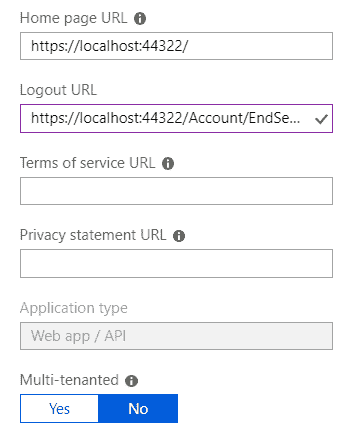 Home page URL
https://localhost:44322/
Logout URL
https://localhost:44322/Account/EndSe...
Terms of service URL
Privacy statement URL
Application type
Web app / API
Multi-tenanted
Yes No